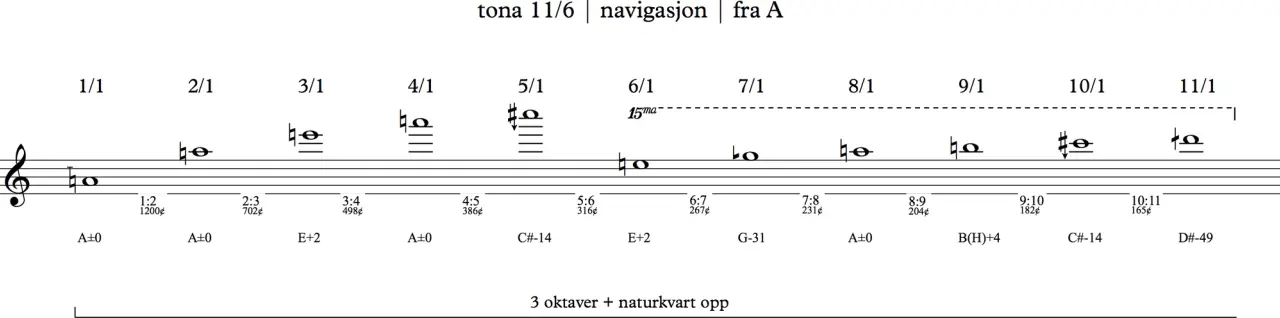 tona 11/6 | navigasjon | fra A
1/1 2/1 3/1 4/1 5/1 6/1 7/1 8/1 9/1 10/1 11/1
15ma
1:2 2:3 3:4 4:5 5:6 6:7 7:8 8:9 9:10 10:11
1200¢ 702¢ 498¢ 386¢ 316¢ 267¢ 231¢ 204¢ 182¢ 165¢
A±0 A±0 E+2 A±0 C#-14 E+2 G-31 A±0 B(H)+4 C#-14 D#-49
3 oktaver + naturkvart opp